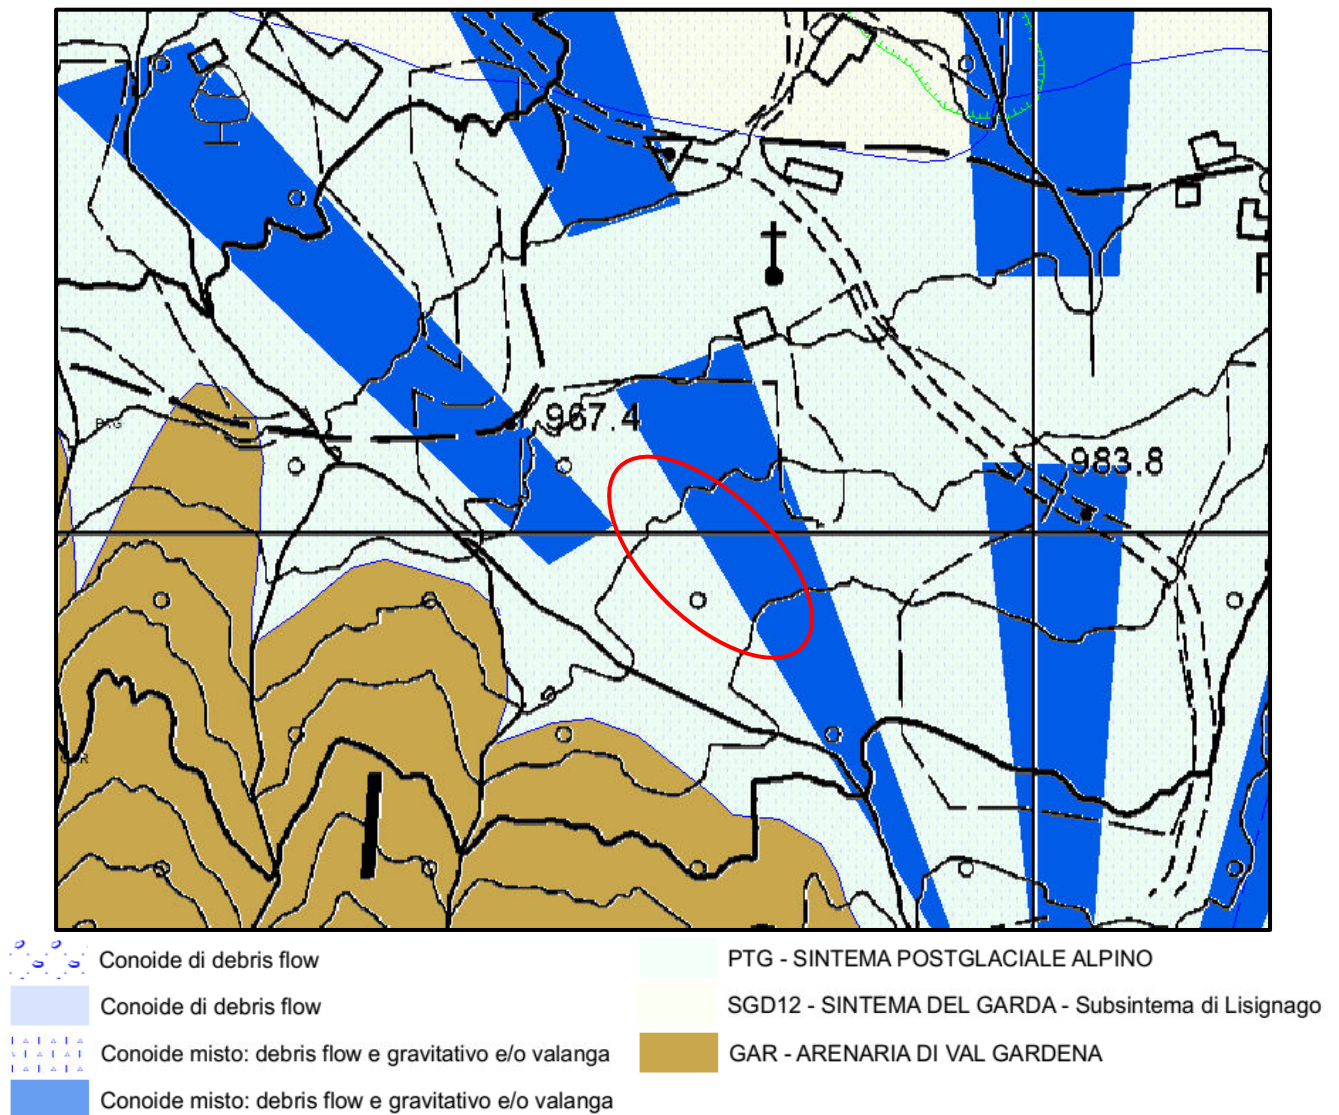 967.4
983.8
PTG
Conoide di debris flow
Conoide di debris flow
Conoide misto: debris flow e gravitativo e/o valanga
Conoide misto: debris flow e gravitativo e/o valanga
PTG - SINTEMA POSTGLACIALE ALPINO
SGD12 - SINTEMA DEL GARDA - Subsintema di Lisignago
GAR - ARENARIA DI VAL GARDENA